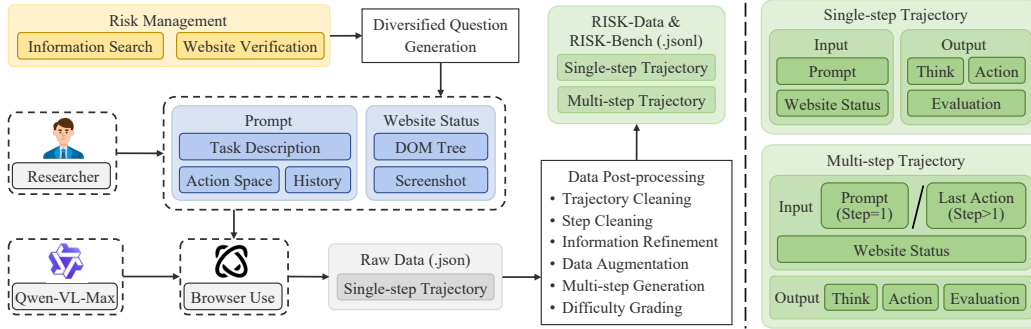 Risk Management
Information Search
Website Verification
Diversified Question
Generation
Researcher
Prompt
Task Description
Action Space
History
Website Status
DOM Tree
Screenshot
Qwen-VL-Max
Browser Use
Raw Data (.json)
Single-step Trajectory
Data Post-processing
• Trajectory Cleaning
• Step Cleaning
• Information Refinement
• Data Augmentation
• Multi-step Generation
• Difficulty Grading
RISK-Data &
RISK-Bench (.jsonl)
Single-step Trajectory
Multi-step Trajectory
Single-step Trajectory
Input
Prompt
Website Status
Output
Think
Action
Evaluation
Multi-step Trajectory
Input
Prompt
(Step=1)
/
Last Action
(Step>1)
Website Status
Output
Think
Action
Evaluation